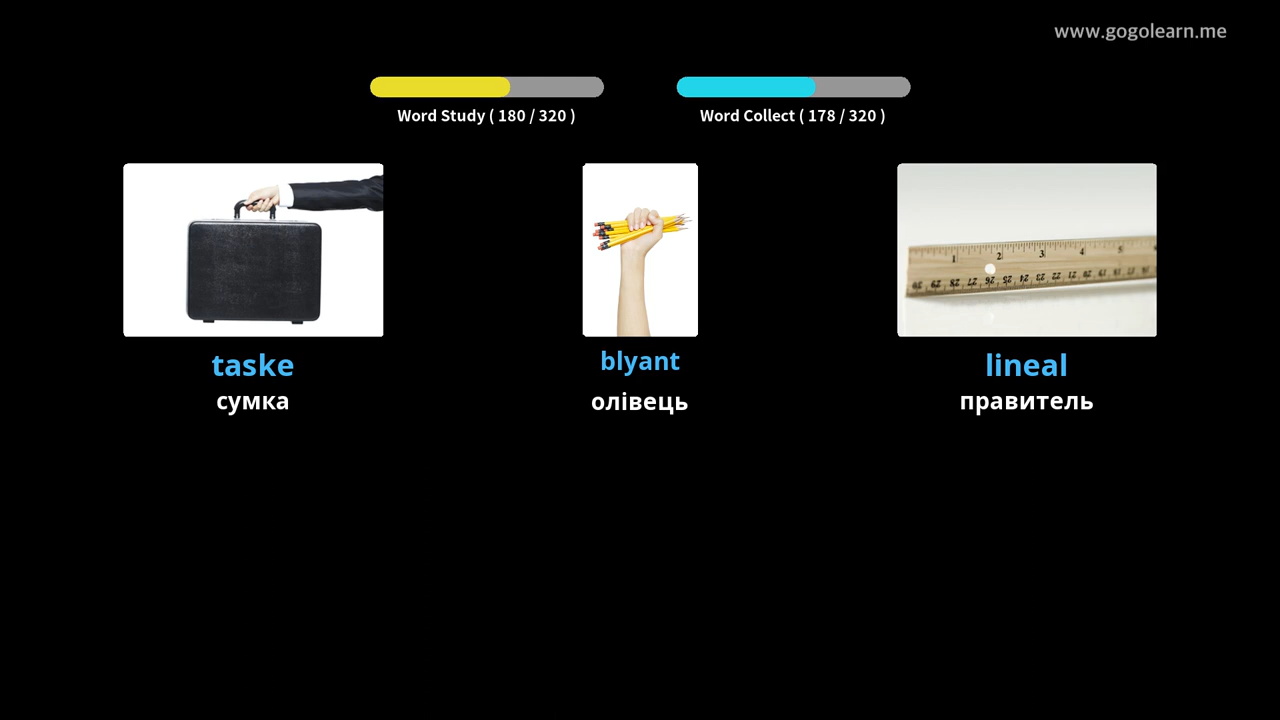 www.gogolearn.me
Word Study ( 180 / 320 )
Word Collect ( 178 / 320 )
taske
сумка
blyant
олівець
lineal
правитель